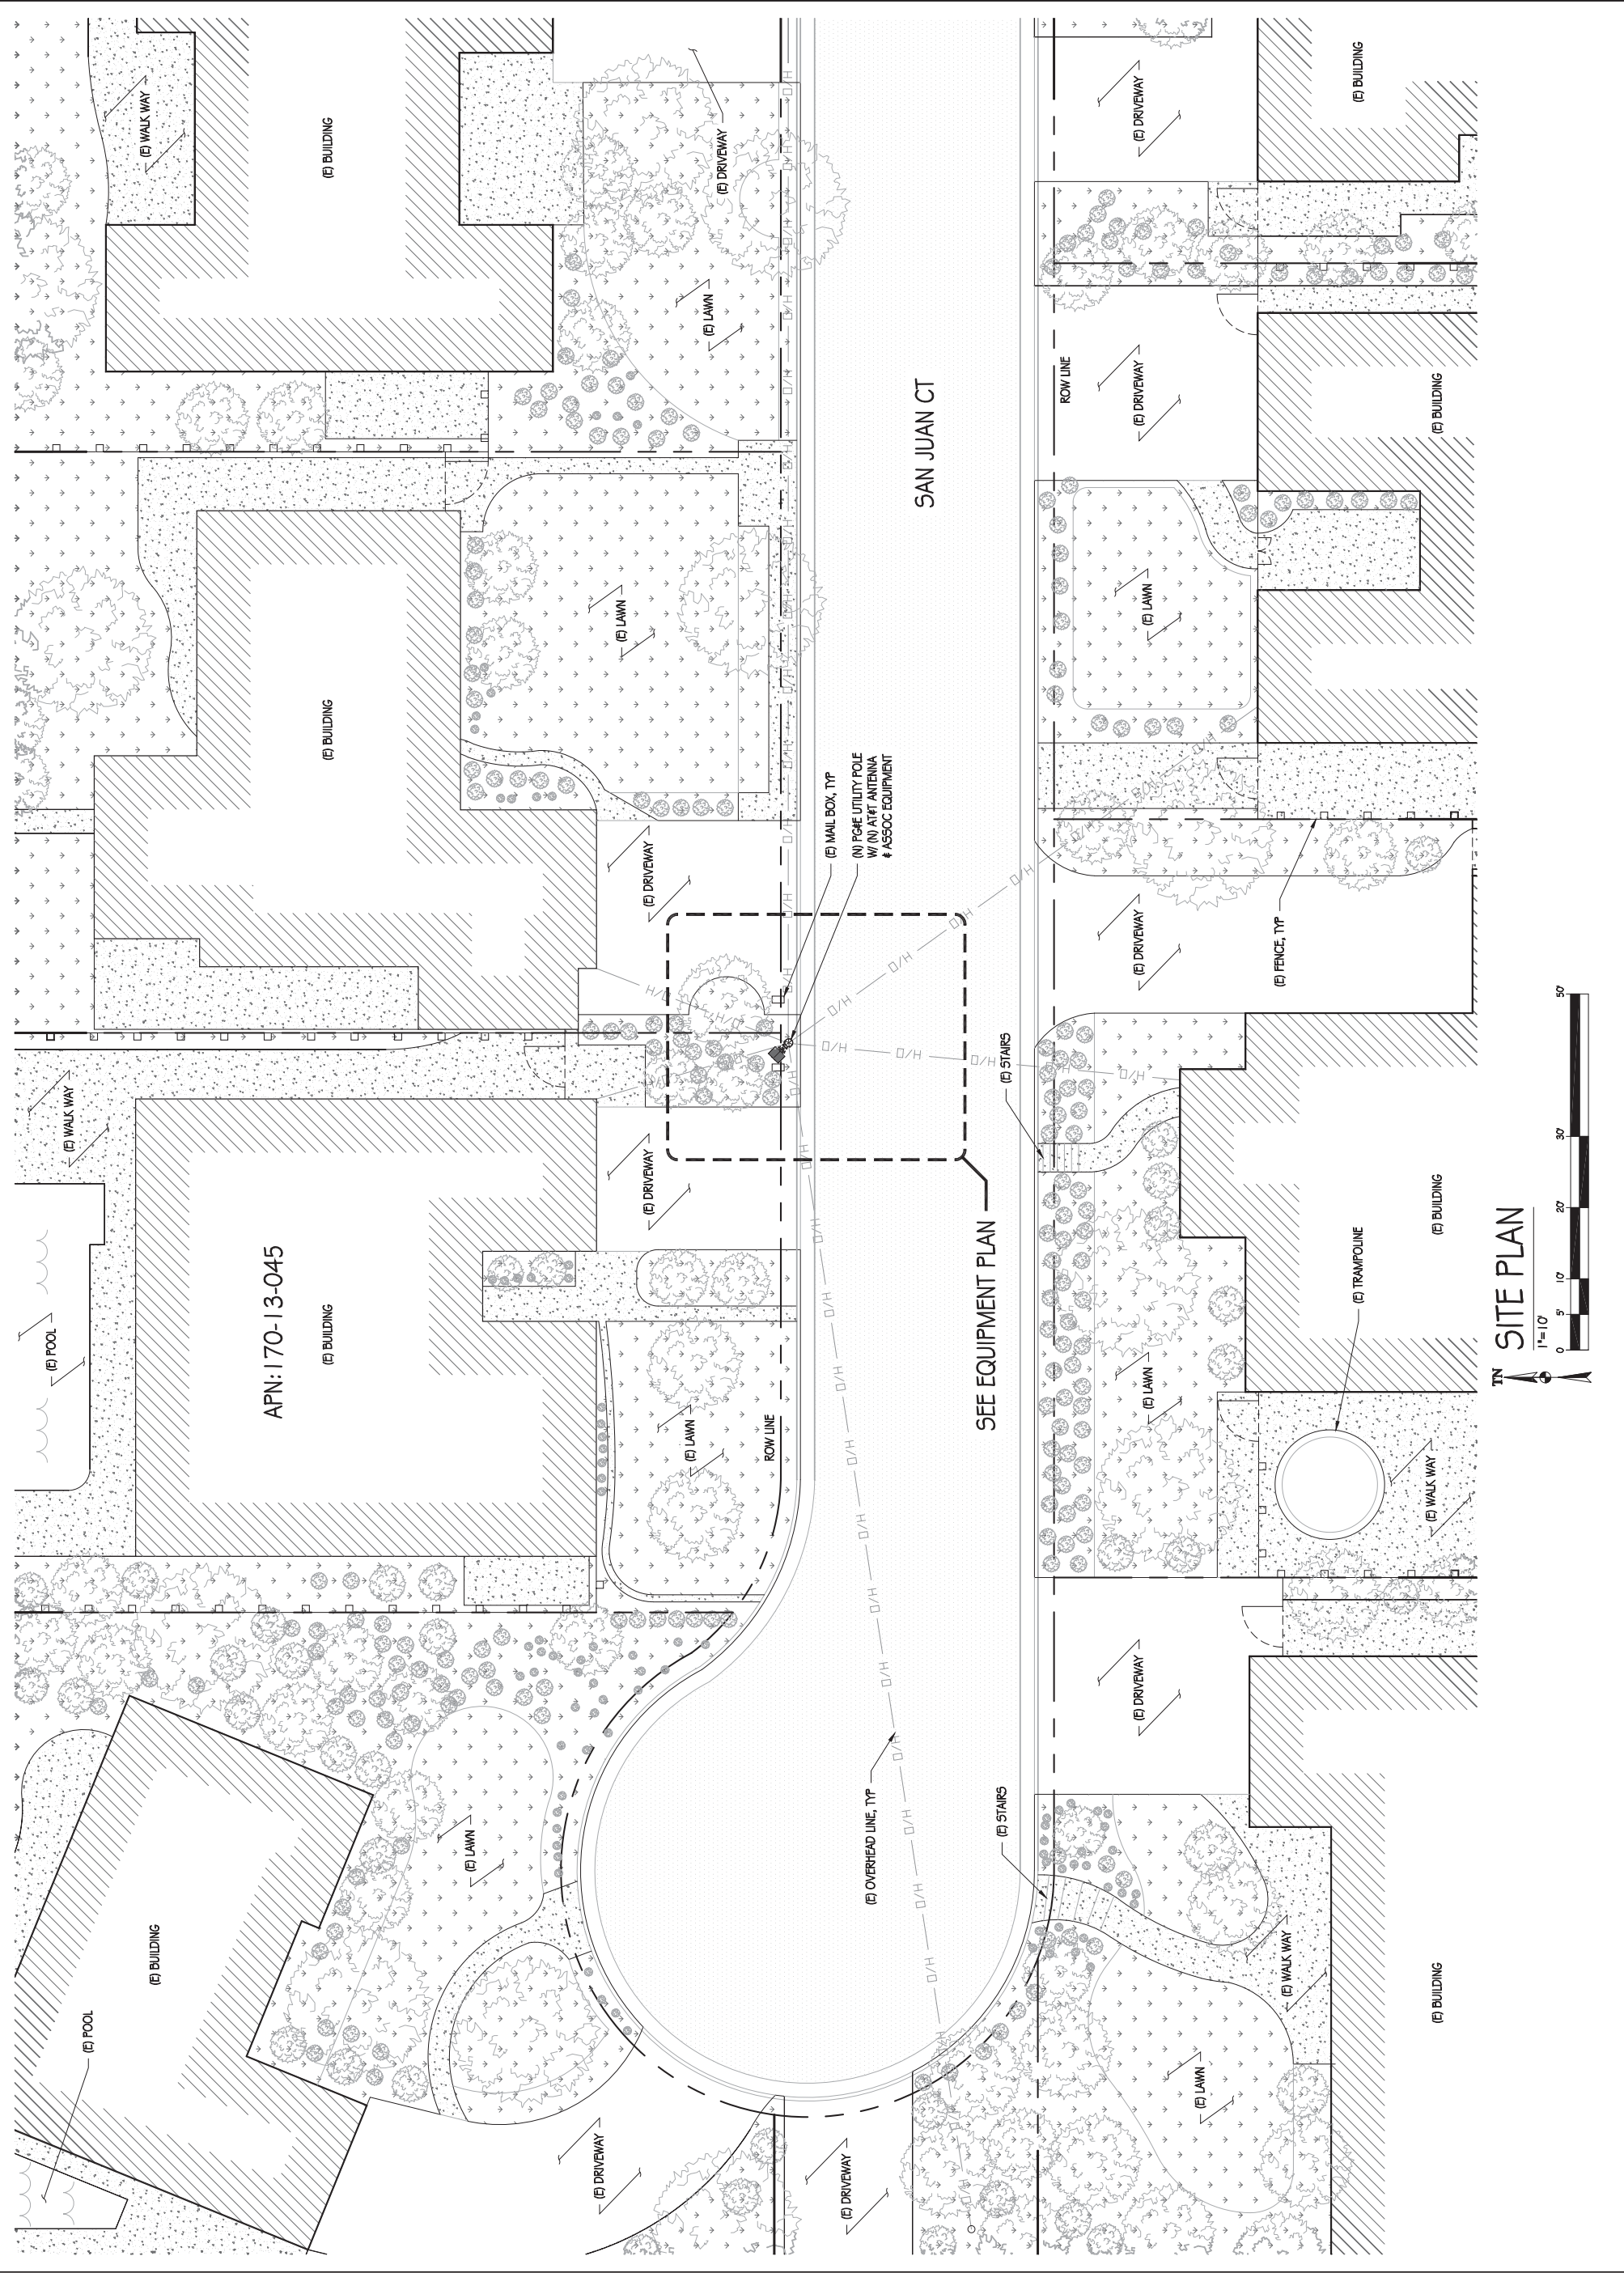 (E) POOL
(E) WALK WAY
(E) POOL
(E) WALK WAY
(E) BUILDING
APN: 170-13-045
(E) BUILDING
(E) BUILDING
(E) BUILDING
(E) LAWN
(E) DRIVEWAY
(E) LAWN
(E) DRIVEWAY
(E) DRIVEWAY
(E) LAWN
(E) LAWN
(E) DRIVEWAY
ROW LINE
O/H
(E) MAIL BOX, TYP
(E) DRIVEWAY
(N) PG&E UTILITY POLE
W/ (N) AT&T ANTENNA
& ASSOC EQUIPMENT
(E) OVERHEAD LINE, TYP
SAN JUAN CT
SEE EQUIPMENT PLAN
(E) STAIRS
(E) STAIRS
ROW LINE
(E) DRIVEWAY
(E) DRIVEWAY
(E) DRIVEWAY
(E) DRIVEWAY
(E) LAWN
(E) LAWN
(E) LAWN
(E) FENCE, TYP
(E) WALK WAY
(E) TRAMPOLINE
(E) BUILDING
(E) WALK WAY
(E) BUILDING
(E) BUILDING
(E) BUILDING
TN
SITE PLAN
1"=10'
0 5' 10' 20' 30' 50'